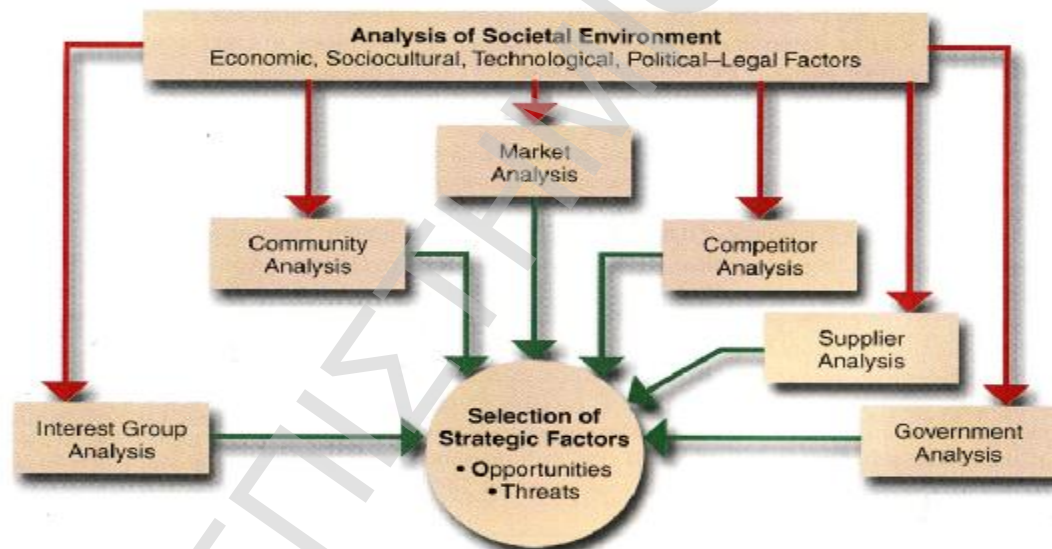 Analysis of Societal Environment
Economic, Sociocultural, Technological, Political–Legal Factors
Market
Analysis
Community
Analysis
Competitor
Analysis
Supplier
Analysis
Interest Group
Analysis
Selection of
Strategic Factors
• Opportunities
• Threats
Government
Analysis